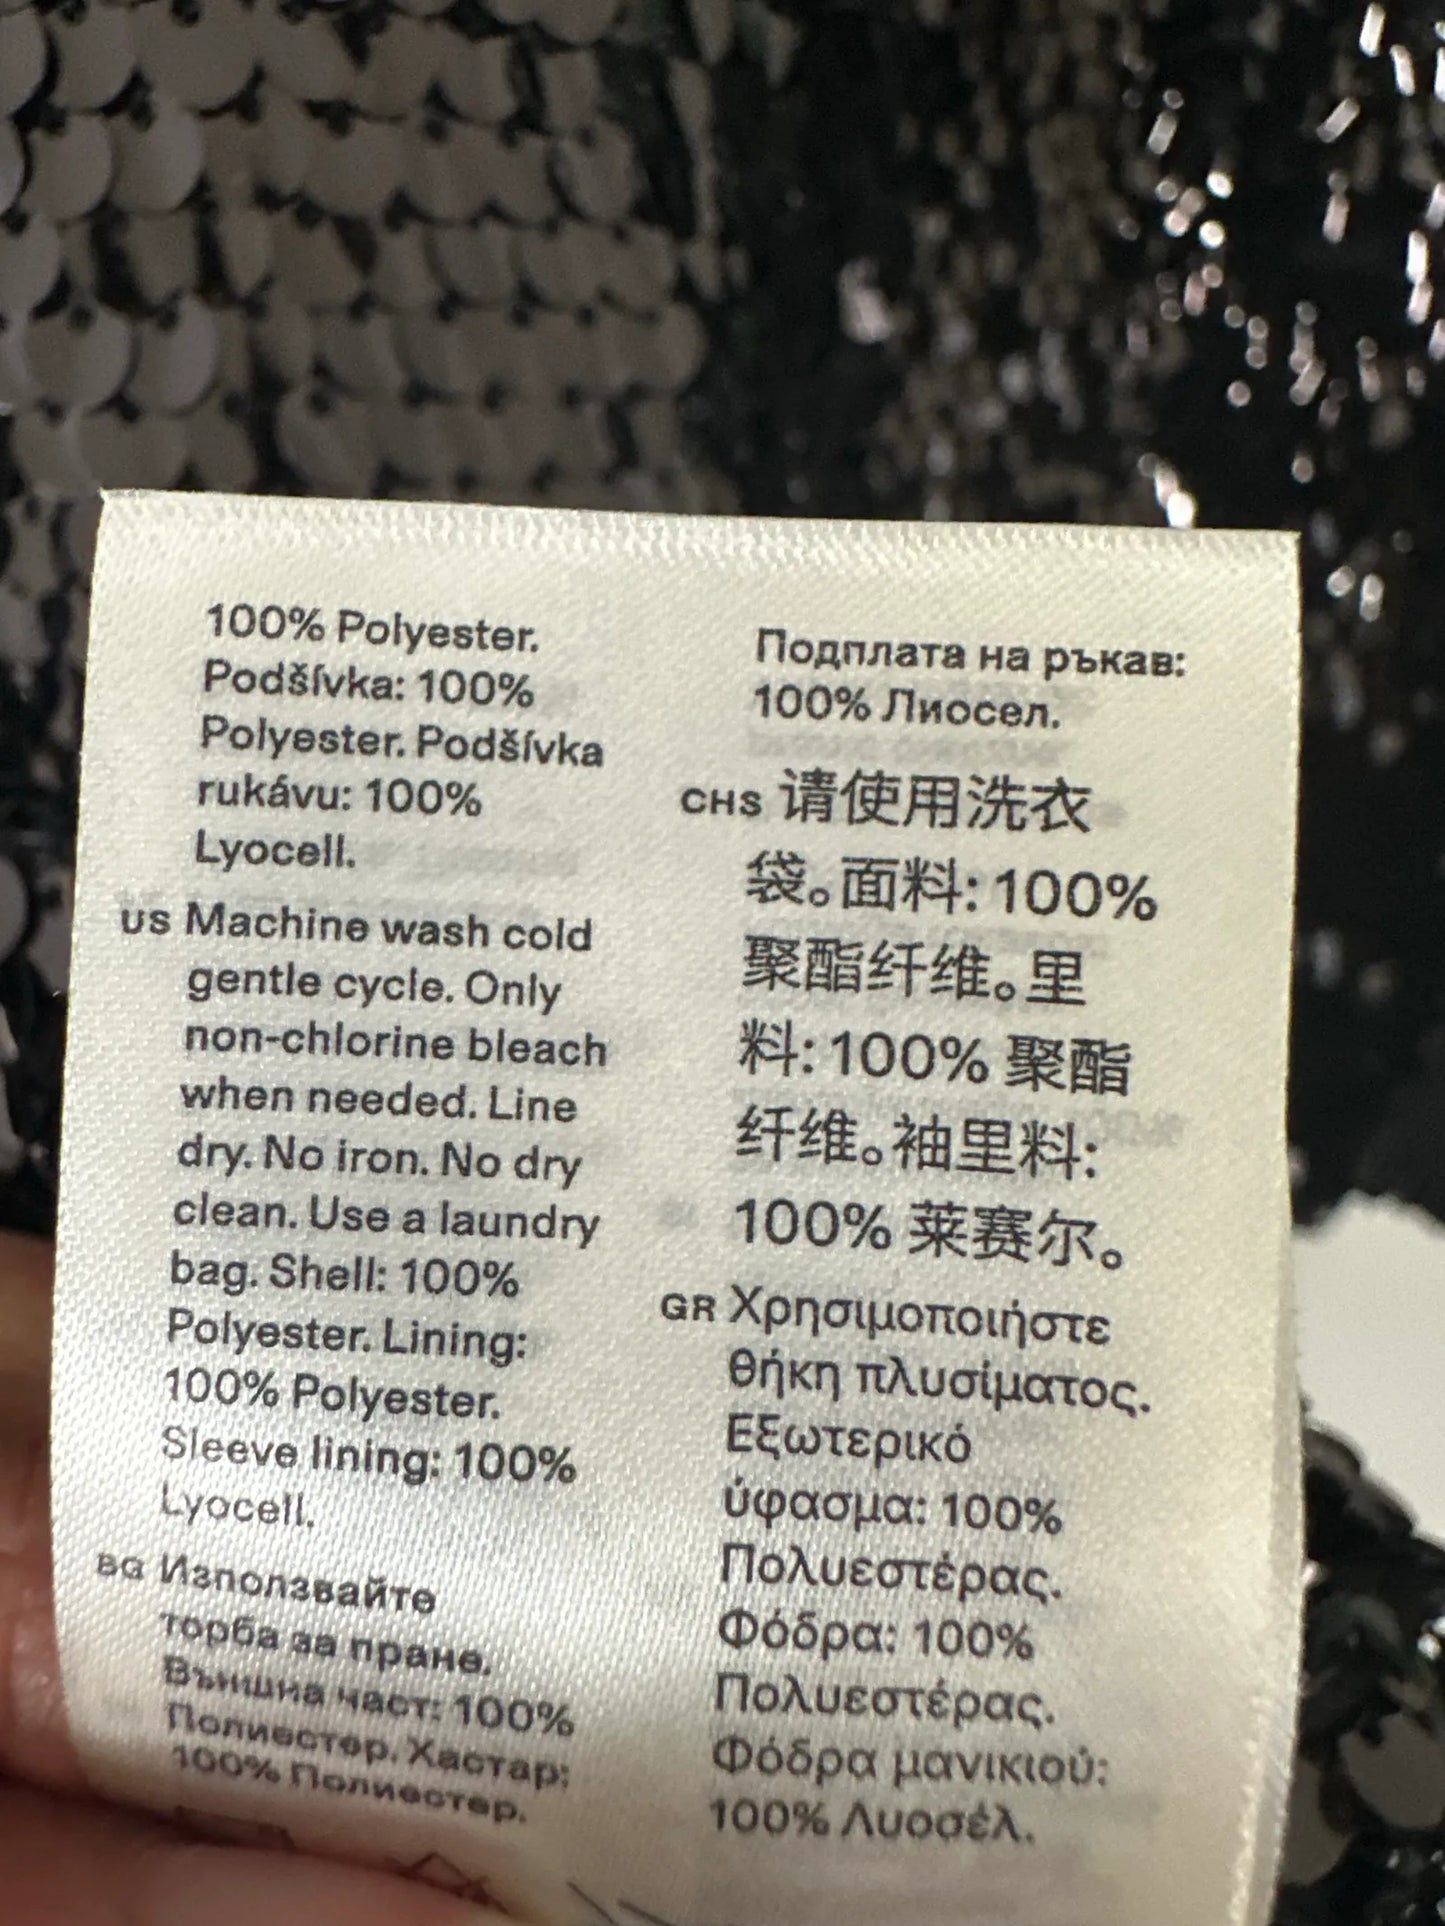 100% Polyester.
Podšívka: 100%
Polyester. Podšívka
rukávu: 100%
Lyocell.
US Machine wash cold
gentle cycle. Only
non-chlorine bleach
when needed. Line
dry. No iron. No dry
clean. Use a laundry
bag. Shell: 100%
Polyester. Lining:
100% Polyester.
Sleeve lining: 100%
Lyocell.
BG Използвайте
торба за пране.
Външна част: 100%
Полиестер. Хастар:
100% Полиестер.
Подплата на ръкав:
100% Лиосел.
CHS 请使用洗衣
袋。面料: 100%
聚酯纤维。里
料: 100% 聚酯
纤维。袖里料:
100% 莱赛尔。
GR Χρησιμοποιήστε
θήκη πλυσίματος.
Εξωτερικό
ύφασμα: 100%
Πολυεστέρας.
Φόδρα: 100%
Πολυεστέρας.
Φόδρα μανικιού:
100% Λυοσέλ.